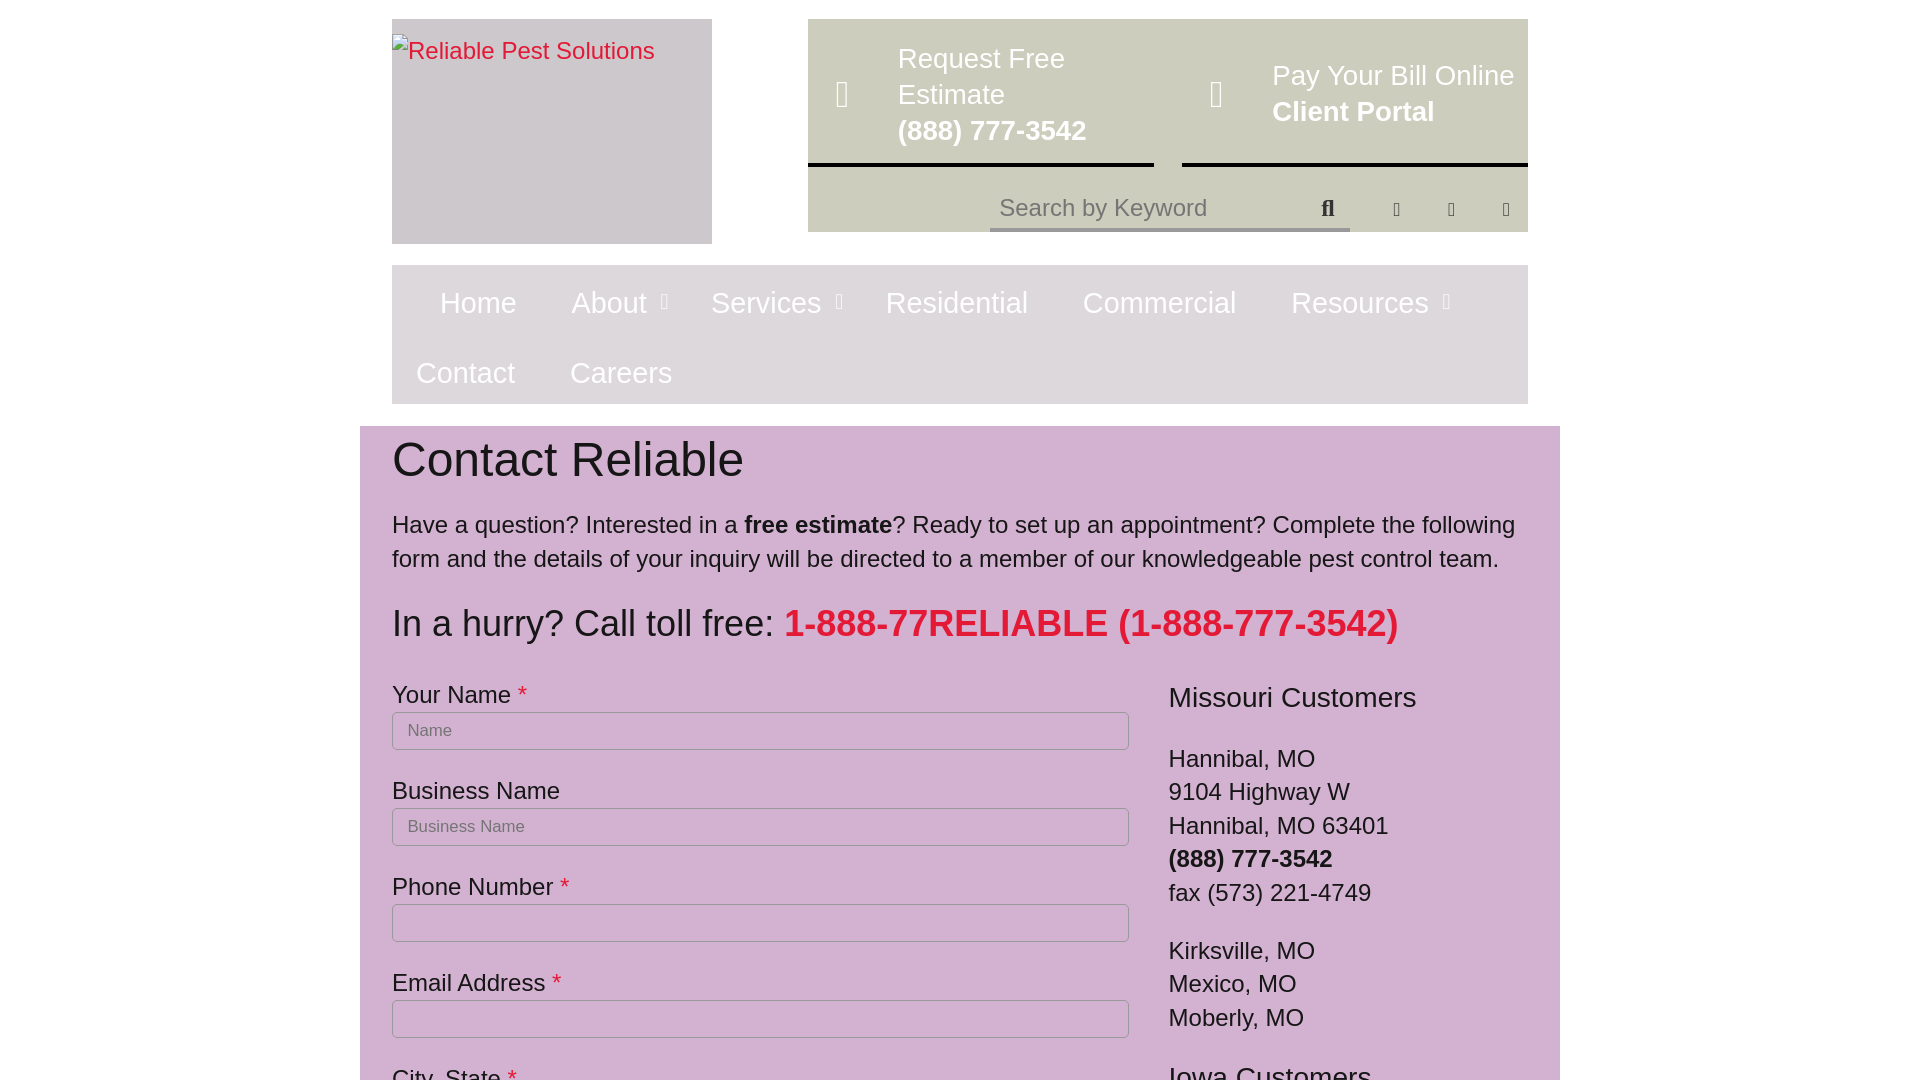 Reliable Pest Solutions
Request Free
Estimate
(888) 777-3542
Pay Your Bill Online
Client Portal
Search by Keyword
Home About Services Residential Commercial Resources
Contact Careers
Contact Reliable
Have a question? Interested in a free estimate? Ready to set up an appointment? Complete the following
form and the details of your inquiry will be directed to a member of our knowledgeable pest control team.
In a hurry? Call toll free: 1-888-77RELIABLE (1-888-777-3542)
Your Name *
Name
Business Name
Business Name
Phone Number *
Email Address *
City, State *
Missouri Customers
Hannibal, MO
9104 Highway W
Hannibal, MO 63401
(888) 777-3542
fax (573) 221-4749
Kirksville, MO
Mexico, MO
Moberly, MO
Iowa Customers